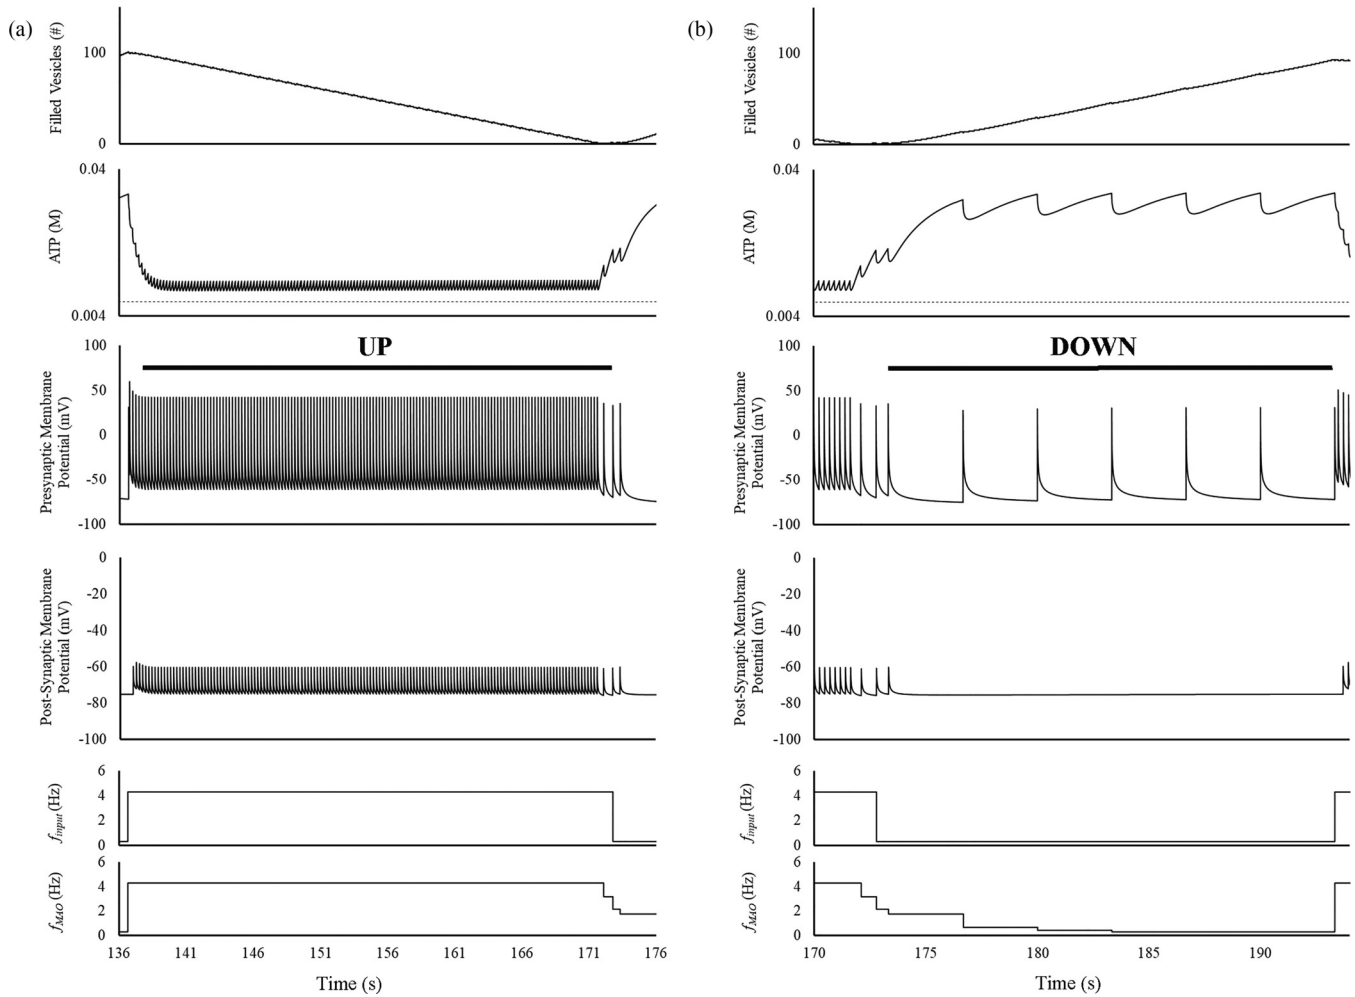 (a)
Filled Vesicles (#)
100
0
ATP (M)
0.04
0.004
UP
Presynaptic Membrane
Potential (mV)
100
50
0
-50
-100
Post-Synaptic Membrane
Potential (mV)
0
-20
-40
-60
-80
-100
finput (Hz)
6
4
2
0
fMAO (Hz)
6
4
2
0
136 141 146 151 156 161 166 171 176
Time (s)
(b)
Filled Vesicles (#)
100
0
ATP (M)
0.04
0.004
DOWN
Presynaptic Membrane
Potential (mV)
100
50
0
-50
-100
Post-Synaptic Membrane
Potential (mV)
0
-20
-40
-60
-80
-100
finput (Hz)
6
4
2
0
fMAO (Hz)
6
4
2
0
170 175 180 185 190
Time (s)